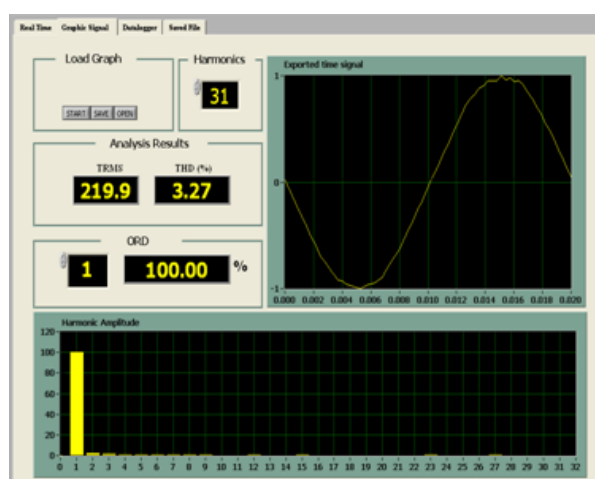 Real Time Graphic Signal Datalogger Saved File
Load Graph
START SAVE OPEN
Harmonics
31
Analysis Results
TRMS THD (%)
219.9 3.27
ORD
1 100.00 %
Exported time signal
1
0
-1
0.000 0.002 0.004 0.006 0.008 0.010 0.012 0.014 0.016 0.018 0.020
Harmonic Amplitude
120
100
80
60
40
20
0
0 1 2 3 4 5 6 7 8 9 10 11 12 13 14 15 16 17 18 19 20 21 22 23 24 25 26 27 28 29 30 31 32